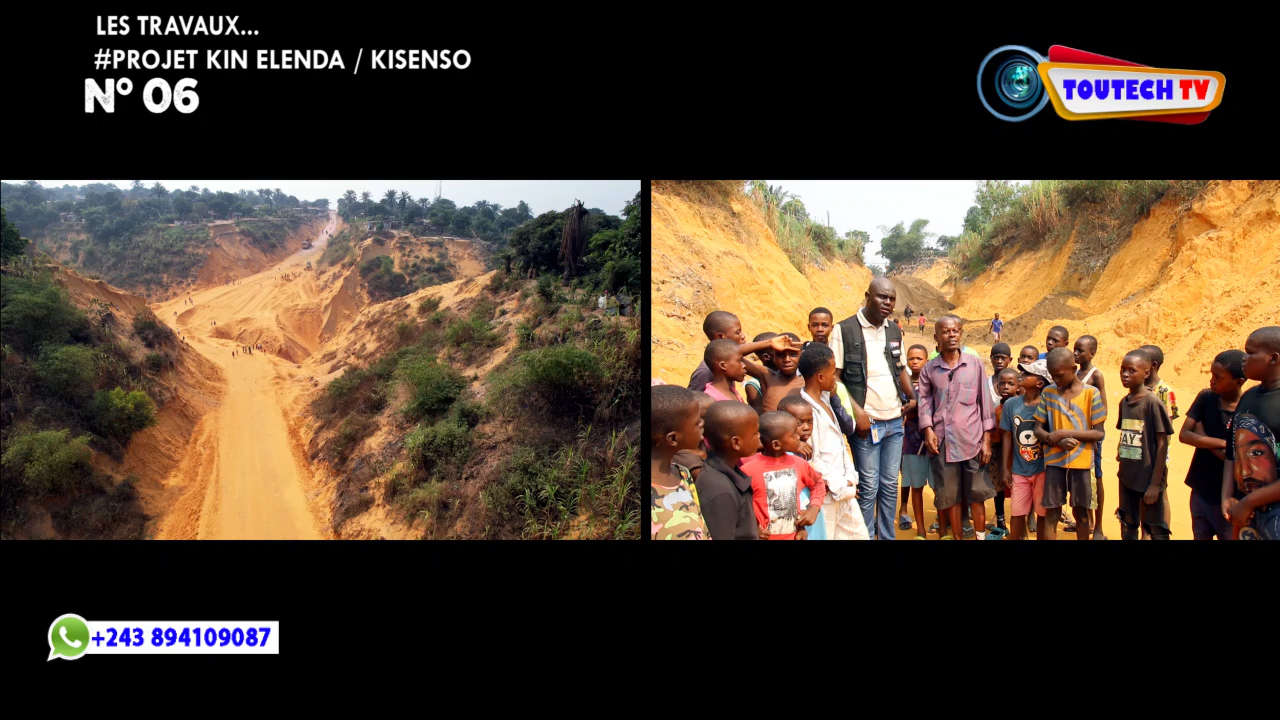 LES TRAVAUX...
#PROJET KIN ELENDA / KISENSO
N° 06
TOUTECH TV
+243 894109087